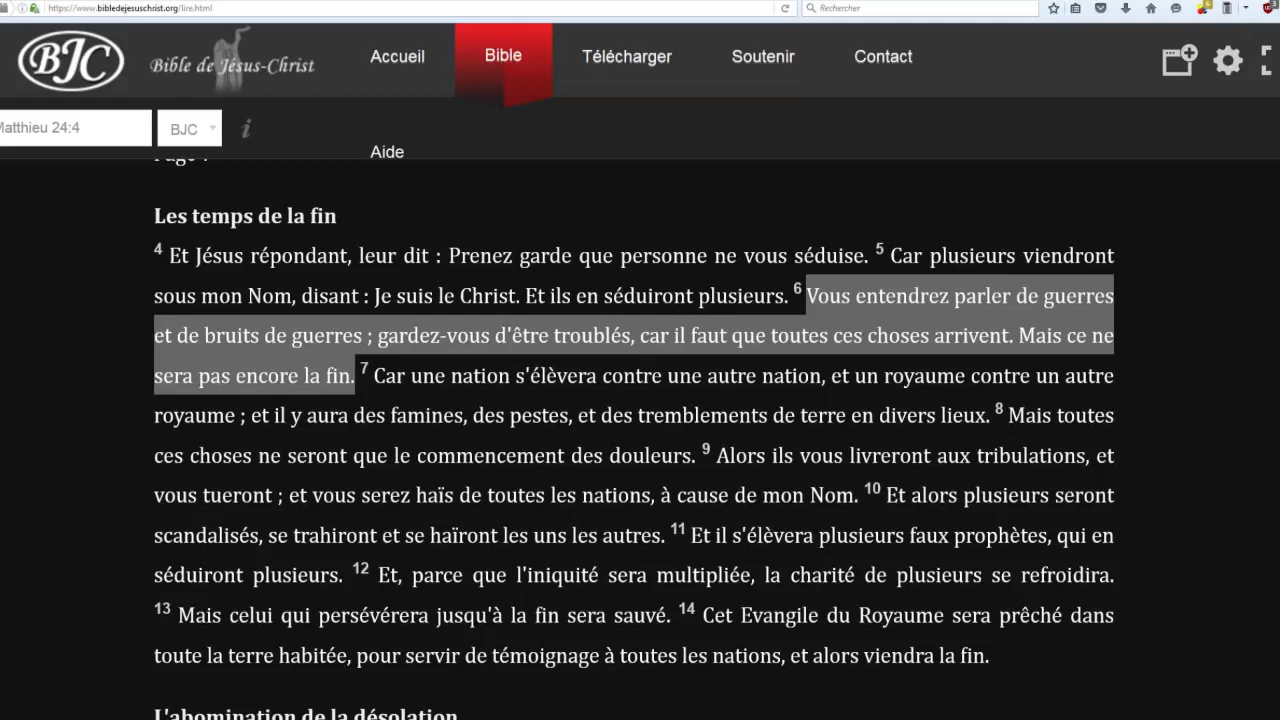 https://www.bibledejesuschrist.org/lire.html
Rechercher
BJC
Bible de Jésus-Christ
Accueil
Bible
Télécharger
Soutenir
Contact
Matthieu 24:4
BJC
i
Aide
Les temps de la fin
4 Et Jésus répondant, leur dit : Prenez garde que personne ne vous séduise. 5 Car plusieurs viendront
sous mon Nom, disant : Je suis le Christ. Et ils en séduiront plusieurs. 6 Vous entendrez parler de guerres
et de bruits de guerres ; gardez-vous d'être troublés, car il faut que toutes ces choses arrivent. Mais ce ne
sera pas encore la fin. 7 Car une nation s'élèvera contre une autre nation, et un royaume contre un autre
royaume ; et il y aura des famines, des pestes, et des tremblements de terre en divers lieux. 8 Mais toutes
ces choses ne seront que le commencement des douleurs. 9 Alors ils vous livreront aux tribulations, et
vous tueront ; et vous serez haïs de toutes les nations, à cause de mon Nom. 10 Et alors plusieurs seront
scandalisés, se trahiront et se haïront les uns les autres. 11 Et il s'élèvera plusieurs faux prophètes, qui en
séduiront plusieurs. 12 Et, parce que l'iniquité sera multipliée, la charité de plusieurs se refroidira.
13 Mais celui qui persévérera jusqu'à la fin sera sauvé. 14 Cet Evangile du Royaume sera prêché dans
toute la terre habitée, pour servir de témoignage à toutes les nations, et alors viendra la fin.
L'abomination de la désolation